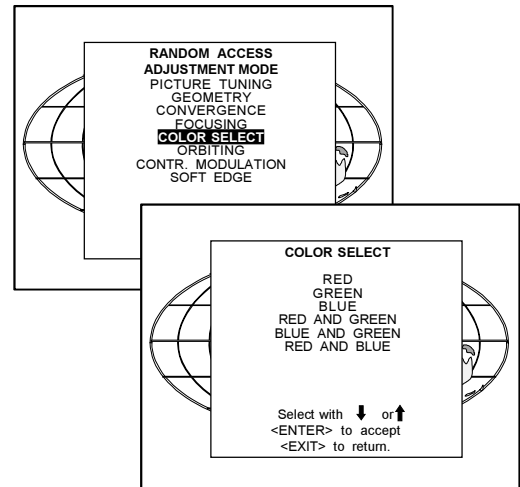 RANDOM ACCESS
ADJUSTMENT MODE
PICTURE TUNING
GEOMETRY
CONVERGENCE
FOCUSING
COLOR SELECT
ORBITING
CONTR. MODULATION
SOFT EDGE
COLOR SELECT
RED
GREEN
BLUE
RED AND GREEN
BLUE AND GREEN
RED AND BLUE
Select with ⬇ or ⬆
<ENTER> to accept
<EXIT> to return.